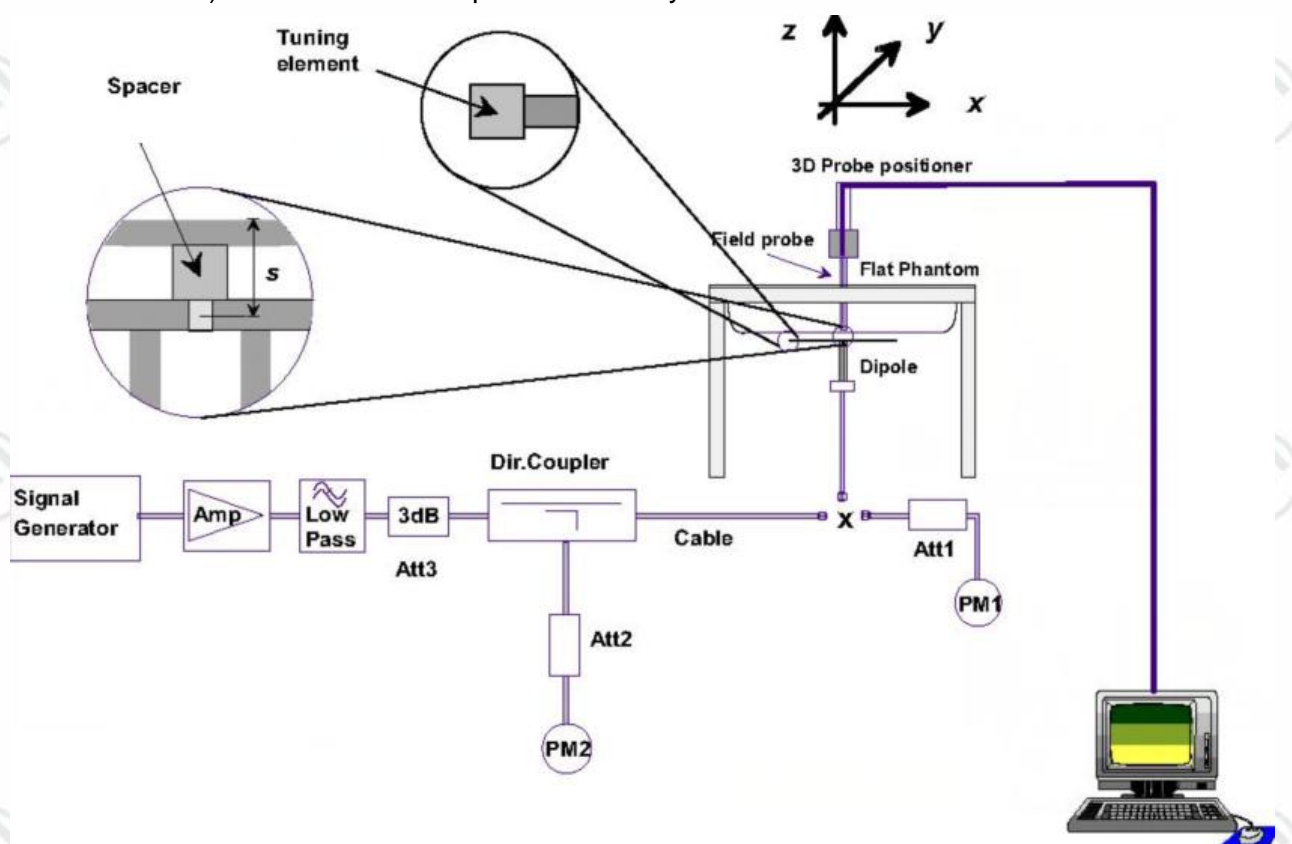 z
y
x
Tuning
element
Spacer
s
3D Probe positioner
Field probe
Flat Phantom
Dipole
Signal
Generator
Amp
Low
Pass
3dB
Att3
Dir.Coupler
Cable
x
Att1
PM1
Att2
PM2